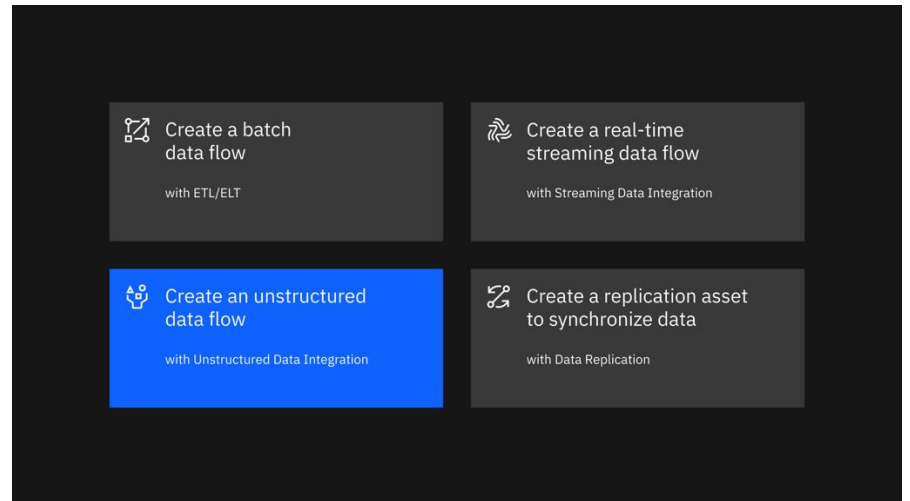 Create a batch
data flow
with ETL/ELT
Create a real-time
streaming data flow
with Streaming Data Integration
Create an unstructured
data flow
with Unstructured Data Integration
Create a replication asset
to synchronize data
with Data Replication